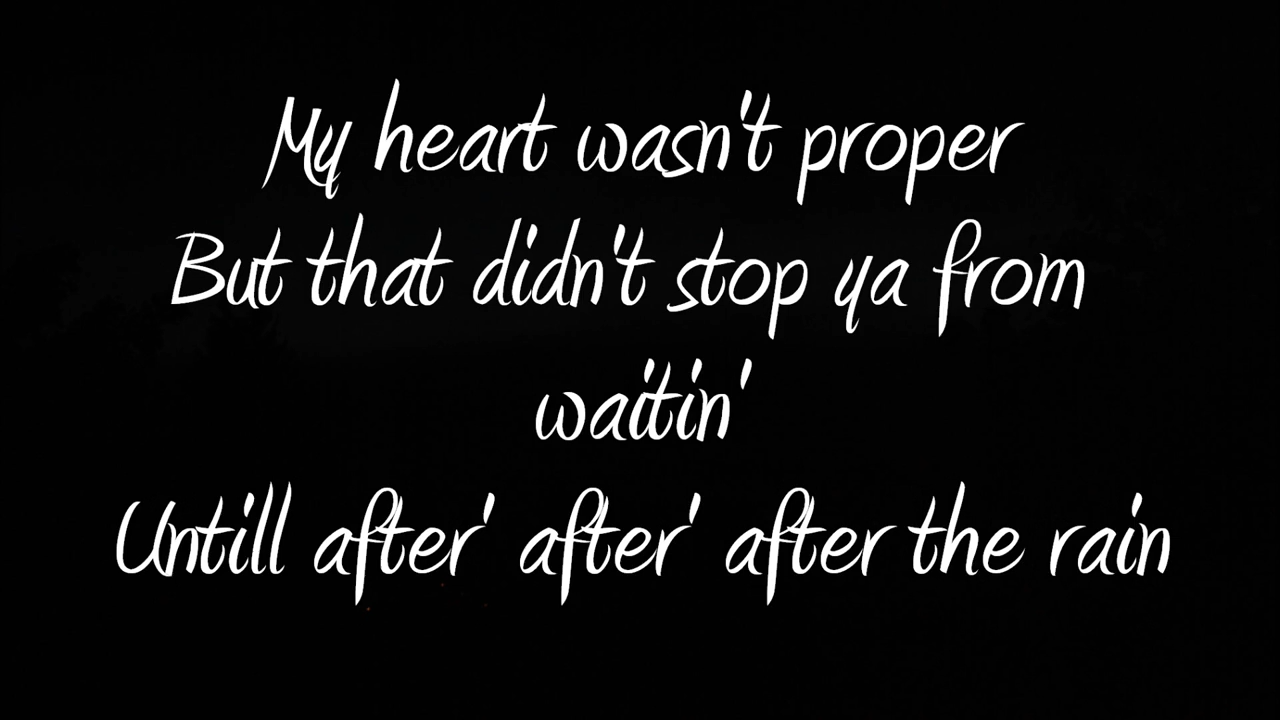 My heart wasn't proper
But that didn't stop ya from
waitin'
Untill after' after' after the rain